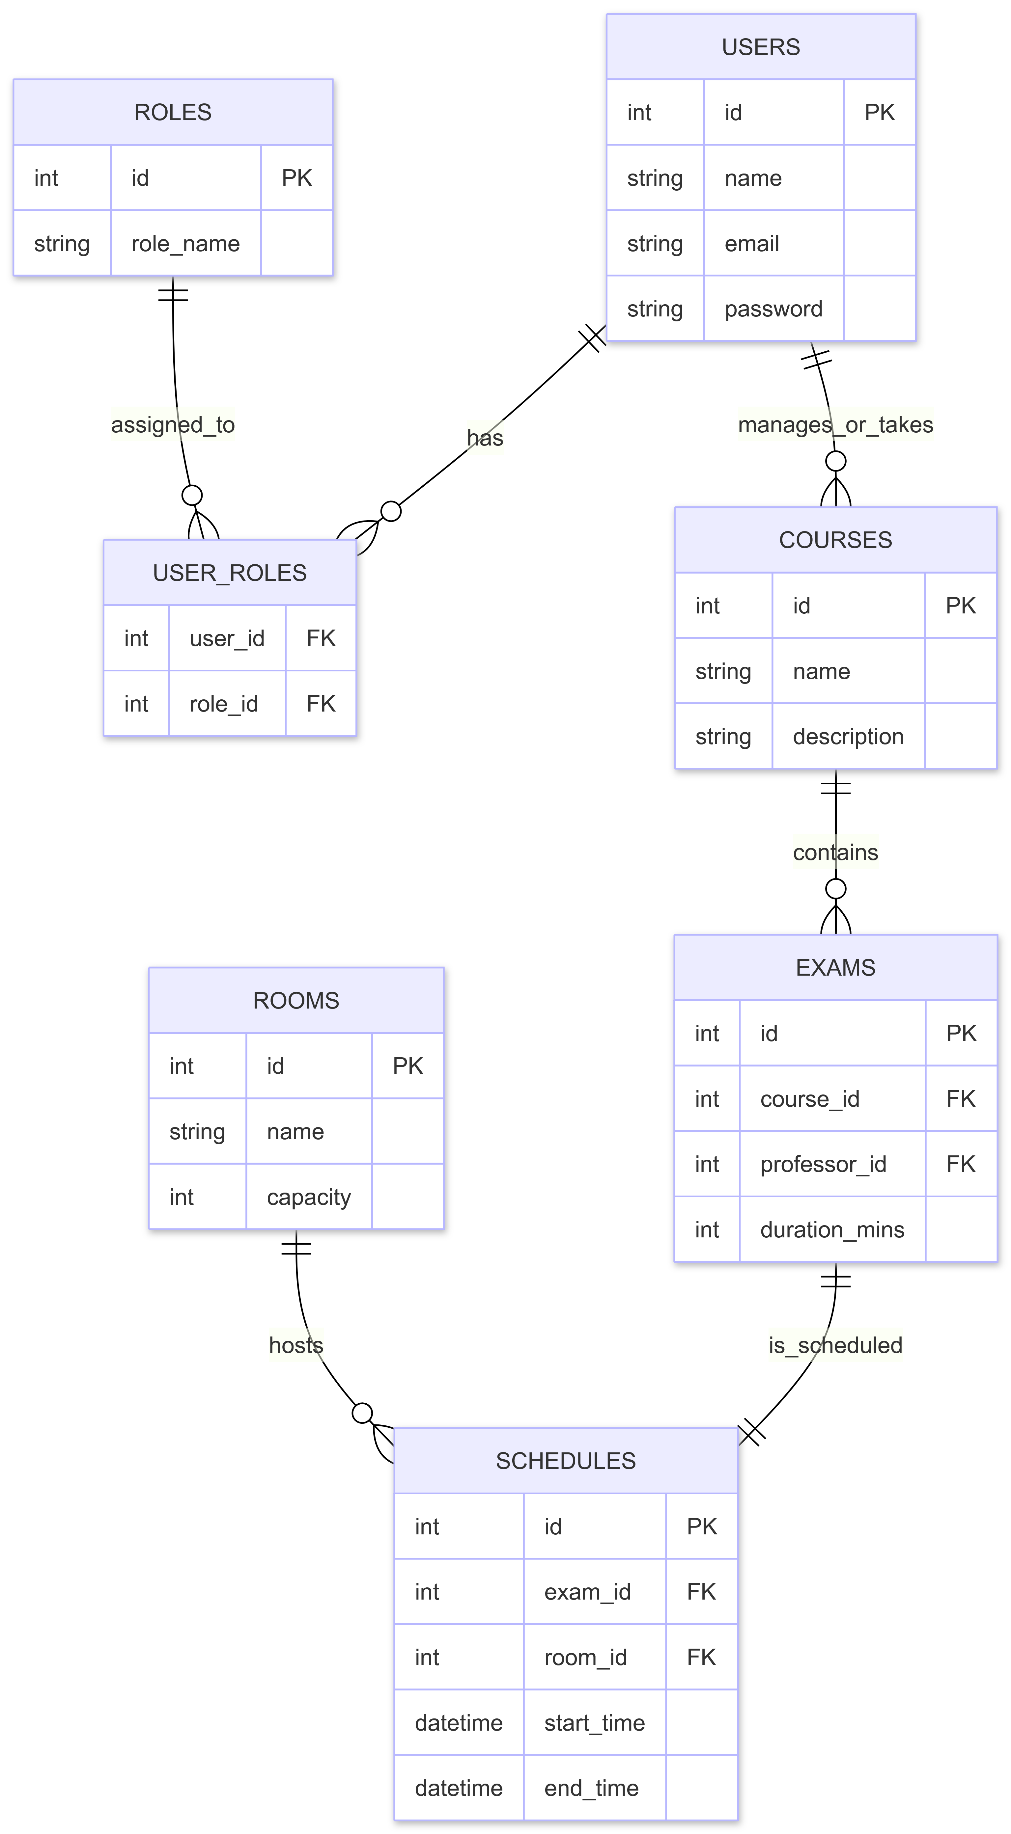 USERS
int id PK
string name
string email
string password
ROLES
int id PK
string role_name
assigned_to
has
manages_or_takes
USER_ROLES
int user_id FK
int role_id FK
COURSES
int id PK
string name
string description
contains
EXAMS
int id PK
int course_id FK
int professor_id FK
int duration_mins
ROOMS
int id PK
string name
int capacity
hosts
is_scheduled
SCHEDULES
int id PK
int exam_id FK
int room_id FK
datetime start_time
datetime end_time